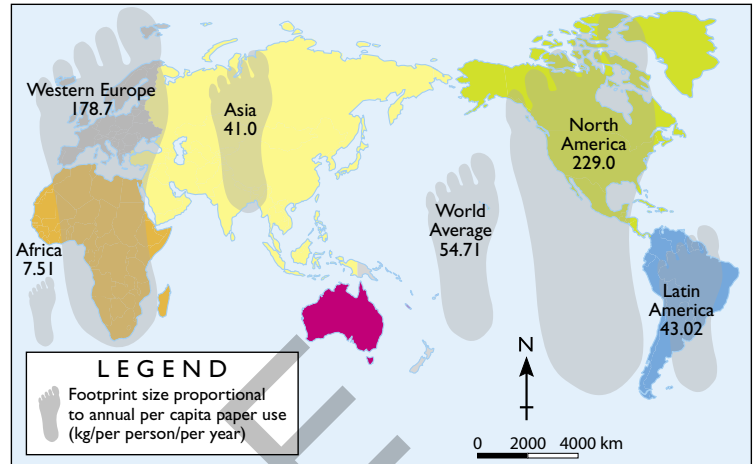 Western Europe
178.7
Asia
41.0
North
America
229.0
World
Average
54.71
Africa
7.51
Latin
America
43.02
LEGEND
Footprint size proportional
to annual per capita paper use
(kg/per person/per year)
N
0 2000 4000 km